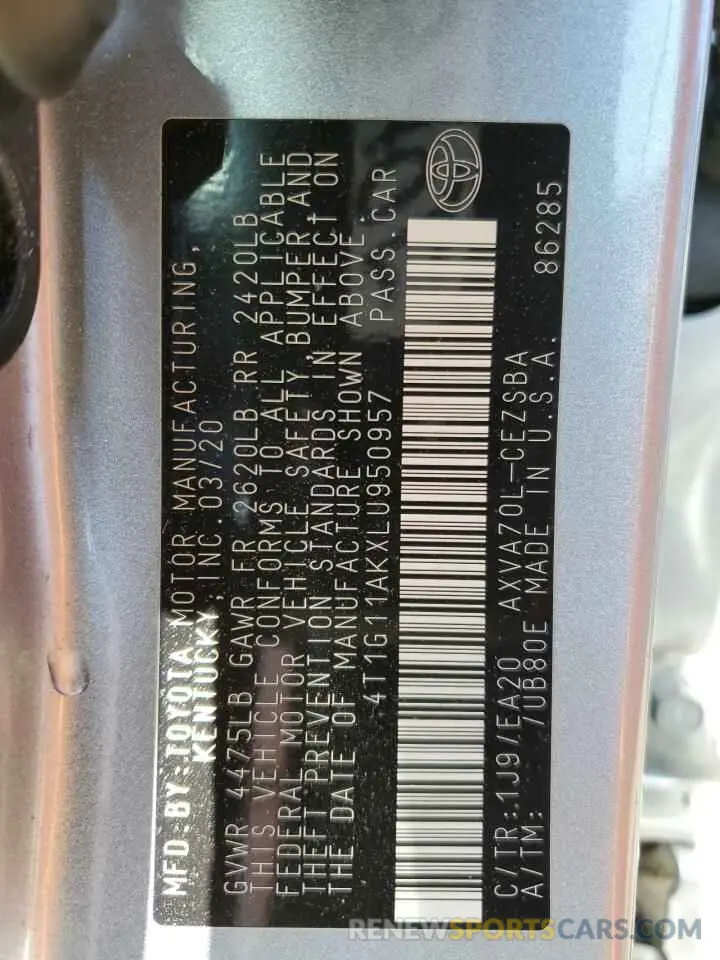 MFD.BY:TOYOTA MOTOR MANUFACTURING,
KENTUCKY,INC.03/20
GVWR 4475LB GAWR FR 2620LB RR 2420LB
THIS VEHICLE CONFORMS TO ALL APPLICABLE
FEDERAL MOTOR VEHICLE SAFETY,BUMPER,AND
THEFT PREVENTION STANDARDS IN EFFECT ON
THE DATE OF MANUFACTURE SHOWN ABOVE.
4T1G11AKXLU950957 PASS.CAR
C/TR:1J9/EA20 AXVA70L-CEZSBA
A/TM: /UB80E MADE IN U.S.A. 86285
RENEWSPORTSCARS.COM